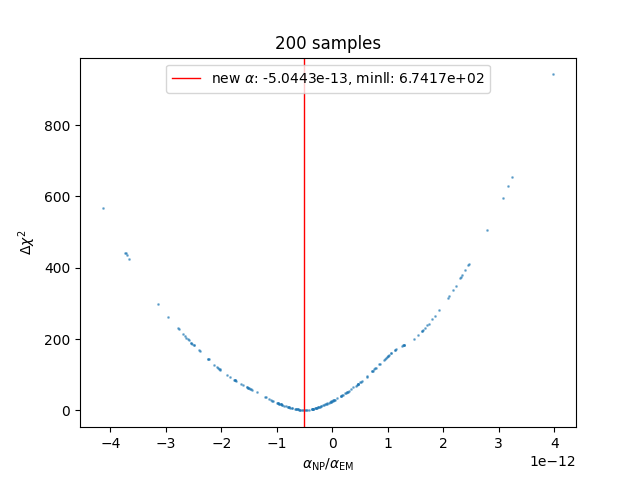 200 samples
new α: -5.0443e-13, minll: 6.7417e+02
800
600
400
200
0
Δχ²
−4
−3
−2
−1
0
1
2
3
4
1e−12
α_NP/α_EM